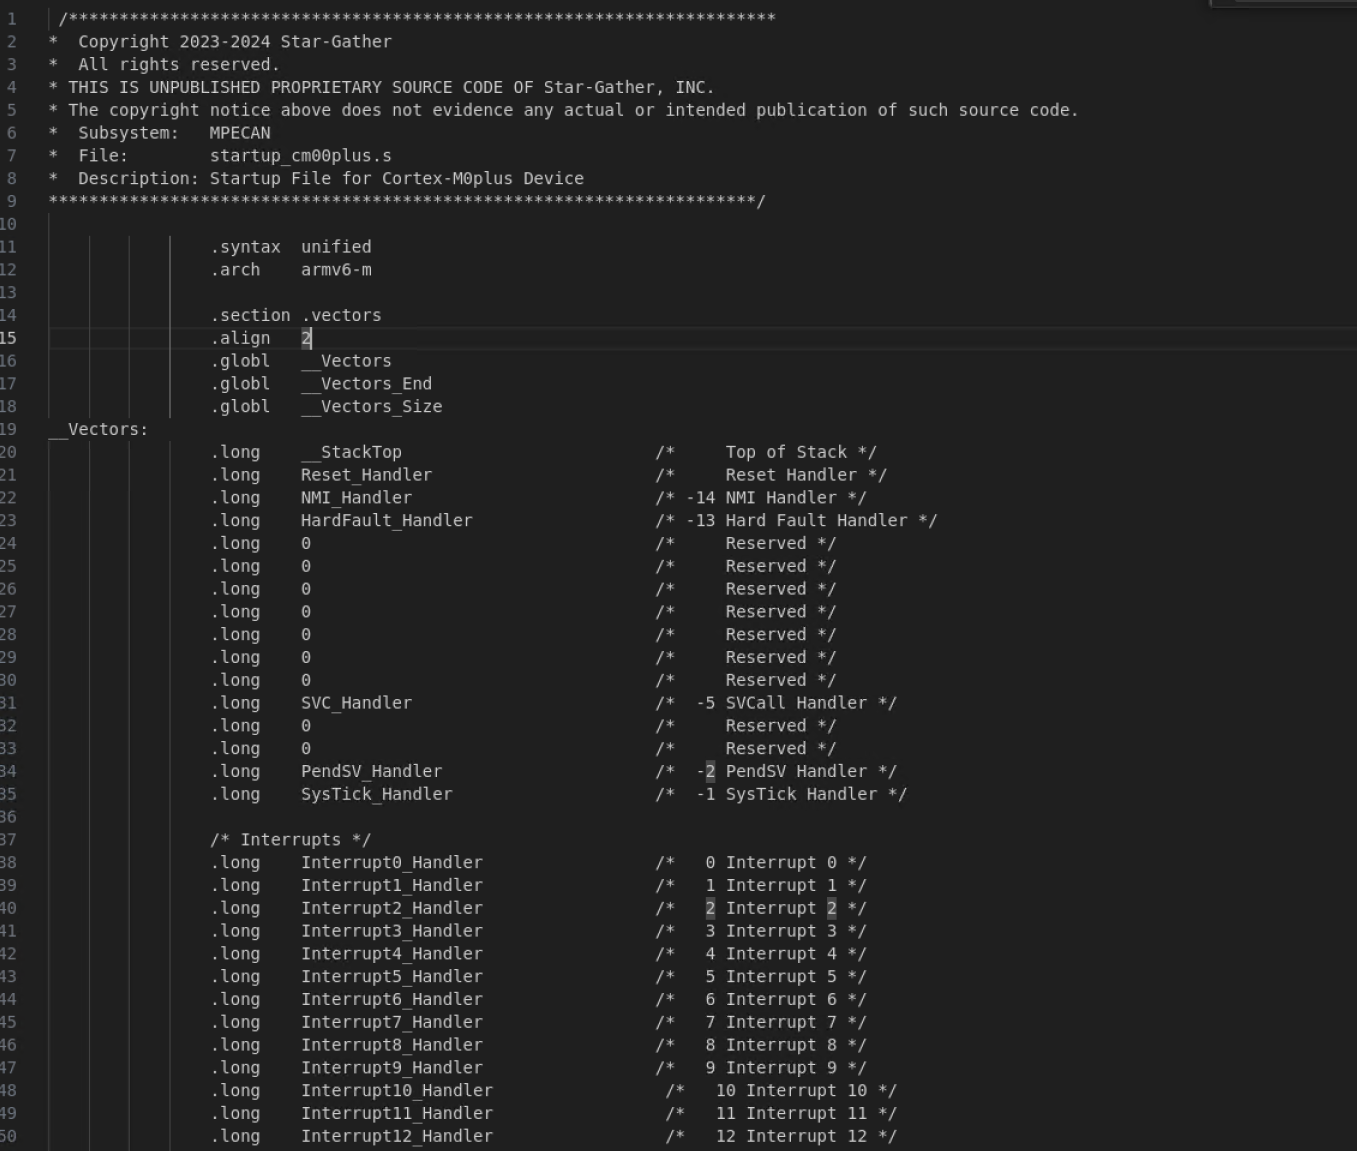 1 /**********************************************************************
2 *  Copyright 2023-2024 Star-Gather
3 *  All rights reserved.
4 * THIS IS UNPUBLISHED PROPRIETARY SOURCE CODE OF Star-Gather, INC.
5 * The copyright notice above does not evidence any actual or intended publication of such source code.
6 *  Subsystem:   MPECAN
7 *  File:        startup_cm00plus.s
8 *  Description: Startup File for Cortex-M0plus Device
9 **********************************************************************/
10
11 .syntax  unified
12 .arch    armv6-m
13
14 .section .vectors
15 .align   2
16 .globl   __Vectors
17 .globl   __Vectors_End
18 .globl   __Vectors_Size
19 __Vectors:
20 .long    __StackTop                         /*     Top of Stack */
21 .long    Reset_Handler                      /*     Reset Handler */
22 .long    NMI_Handler                        /* -14 NMI Handler */
23 .long    HardFault_Handler                  /* -13 Hard Fault Handler */
24 .long    0                                  /*     Reserved */
25 .long    0                                  /*     Reserved */
26 .long    0                                  /*     Reserved */
27 .long    0                                  /*     Reserved */
28 .long    0                                  /*     Reserved */
29 .long    0                                  /*     Reserved */
30 .long    0                                  /*     Reserved */
31 .long    SVC_Handler                        /*  -5 SVCall Handler */
32 .long    0                                  /*     Reserved */
33 .long    0                                  /*     Reserved */
34 .long    PendSV_Handler                     /*  -2 PendSV Handler */
35 .long    SysTick_Handler                    /*  -1 SysTick Handler */
36
37 /* Interrupts */
38 .long    Interrupt0_Handler                 /*   0 Interrupt 0 */
39 .long    Interrupt1_Handler                 /*   1 Interrupt 1 */
40 .long    Interrupt2_Handler                 /*   2 Interrupt 2 */
41 .long    Interrupt3_Handler                 /*   3 Interrupt 3 */
42 .long    Interrupt4_Handler                 /*   4 Interrupt 4 */
43 .long    Interrupt5_Handler                 /*   5 Interrupt 5 */
44 .long    Interrupt6_Handler                 /*   6 Interrupt 6 */
45 .long    Interrupt7_Handler                 /*   7 Interrupt 7 */
46 .long    Interrupt8_Handler                 /*   8 Interrupt 8 */
47 .long    Interrupt9_Handler                 /*   9 Interrupt 9 */
48 .long    Interrupt10_Handler                 /*   10 Interrupt 10 */
49 .long    Interrupt11_Handler                 /*   11 Interrupt 11 */
50 .long    Interrupt12_Handler                 /*   12 Interrupt 12 */